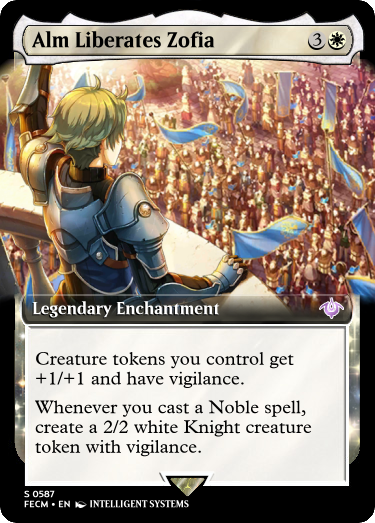 Alm Liberates Zofia 3
Legendary Enchantment
Creature tokens you control get
+1/+1 and have vigilance.
Whenever you cast a Noble spell,
create a 2/2 white Knight creature
token with vigilance.
S 0587
FECM • EN INTELLIGENT SYSTEMS